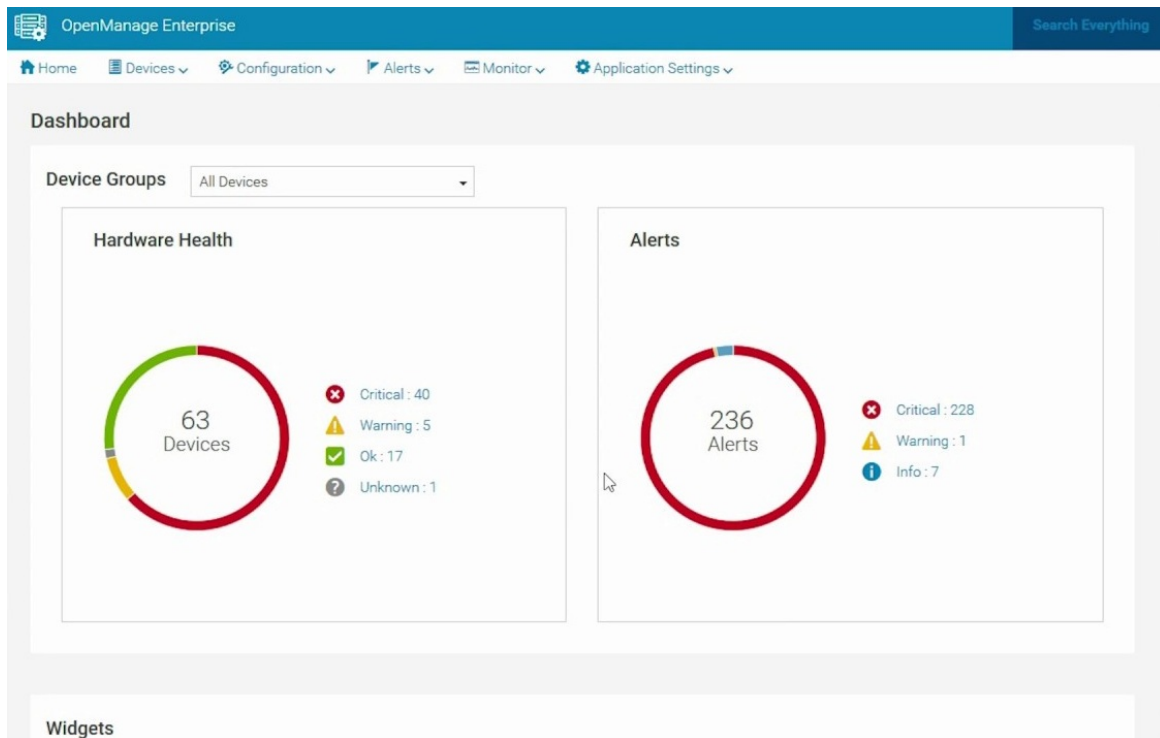 OpenManage Enterprise
Search Everything
Home Devices Configuration Alerts Monitor Application Settings
Dashboard
Device Groups All Devices
Hardware Health
63
Devices
Critical : 40
Warning : 5
Ok : 17
Unknown : 1
Alerts
236
Alerts
Critical : 228
Warning : 1
Info : 7
Widgets